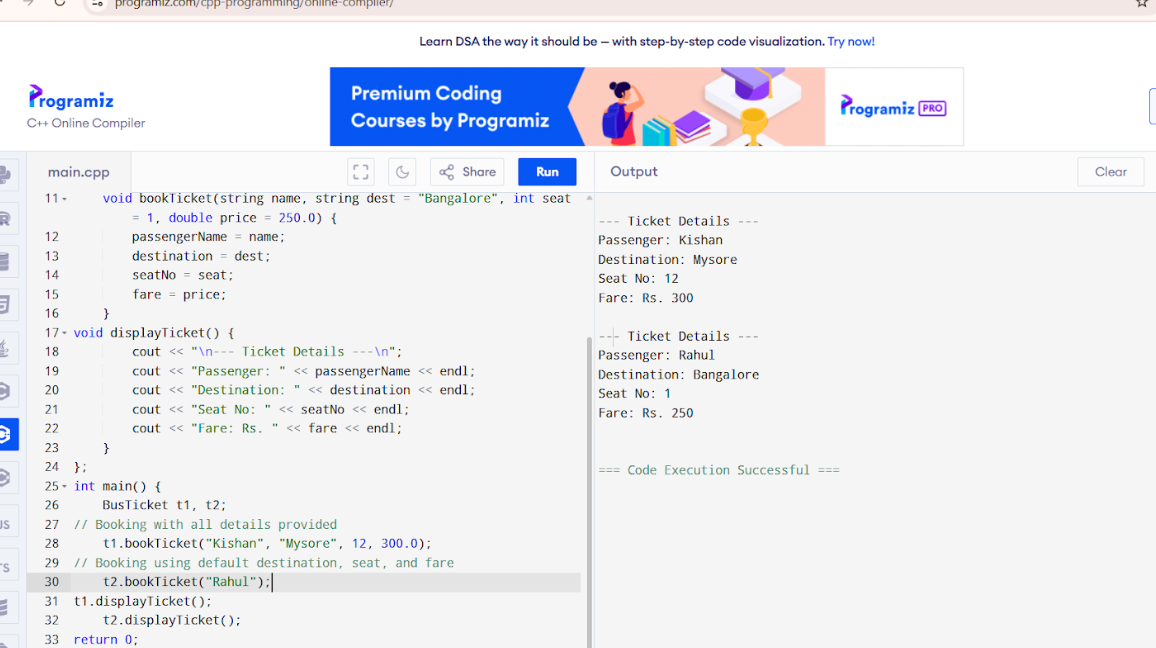 programiz.com/cpp-programming/online-compiler/
Learn DSA the way it should be — with step-by-step code visualization. Try now!
Programiz
C++ Online Compiler
Premium Coding
Courses by Programiz
Programiz PRO
main.cpp
Share
Run
Output
Clear
11 void bookTicket(string name, string dest = "Bangalore", int seat
= 1, double price = 250.0) {
12 passengerName = name;
13 destination = dest;
14 seatNo = seat;
15 fare = price;
16 }
17 void displayTicket() {
18 cout << "\n--- Ticket Details ---\n";
19 cout << "Passenger: " << passengerName << endl;
20 cout << "Destination: " << destination << endl;
21 cout << "Seat No: " << seatNo << endl;
22 cout << "Fare: Rs. " << fare << endl;
23 }
24 };
25 int main() {
26 BusTicket t1, t2;
27 // Booking with all details provided
28 t1.bookTicket("Kishan", "Mysore", 12, 300.0);
29 // Booking using default destination, seat, and fare
30 t2.bookTicket("Rahul");
31 t1.displayTicket();
32 t2.displayTicket();
33 return 0;
--- Ticket Details ---
Passenger: Kishan
Destination: Mysore
Seat No: 12
Fare: Rs. 300
--- Ticket Details ---
Passenger: Rahul
Destination: Bangalore
Seat No: 1
Fare: Rs. 250
=== Code Execution Successful ===